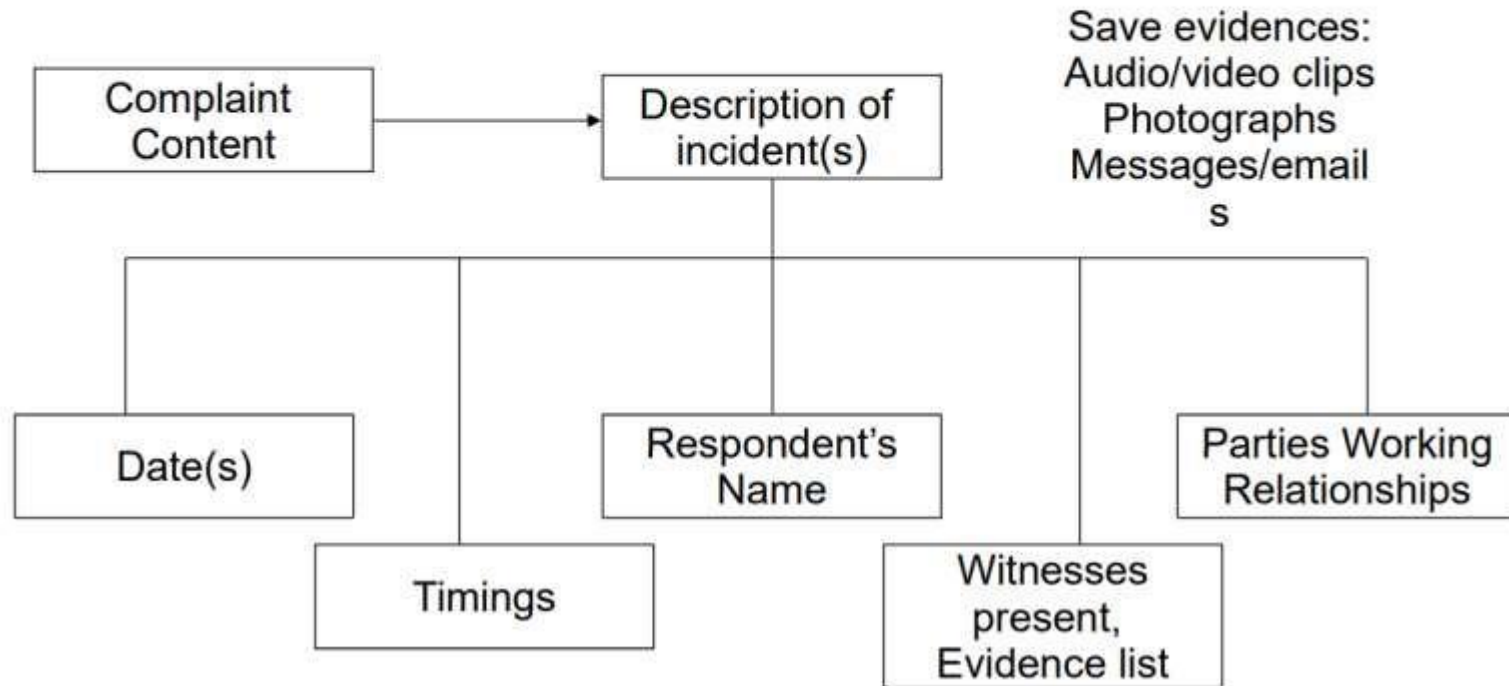 Complaint
Content
Description of
incident(s)
Save evidences:
Audio/video clips
Photographs
Messages/email
s
Date(s)
Timings
Respondent’s
Name
Witnesses
present,
Evidence list
Parties Working
Relationships